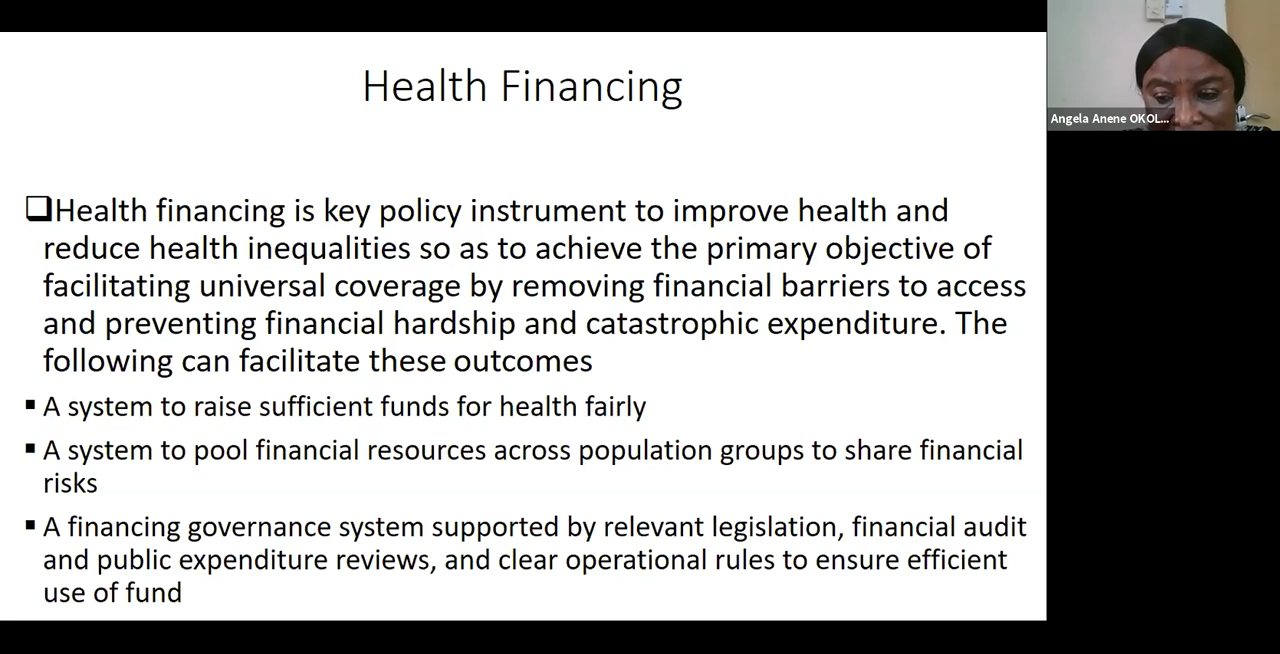 Health Financing
Angela Anene OKOL...
❑Health financing is key policy instrument to improve health and
reduce health inequalities so as to achieve the primary objective of
facilitating universal coverage by removing financial barriers to access
and preventing financial hardship and catastrophic expenditure. The
following can facilitate these outcomes
▪ A system to raise sufficient funds for health fairly
▪ A system to pool financial resources across population groups to share financial
risks
▪ A financing governance system supported by relevant legislation, financial audit
and public expenditure reviews, and clear operational rules to ensure efficient
use of fund